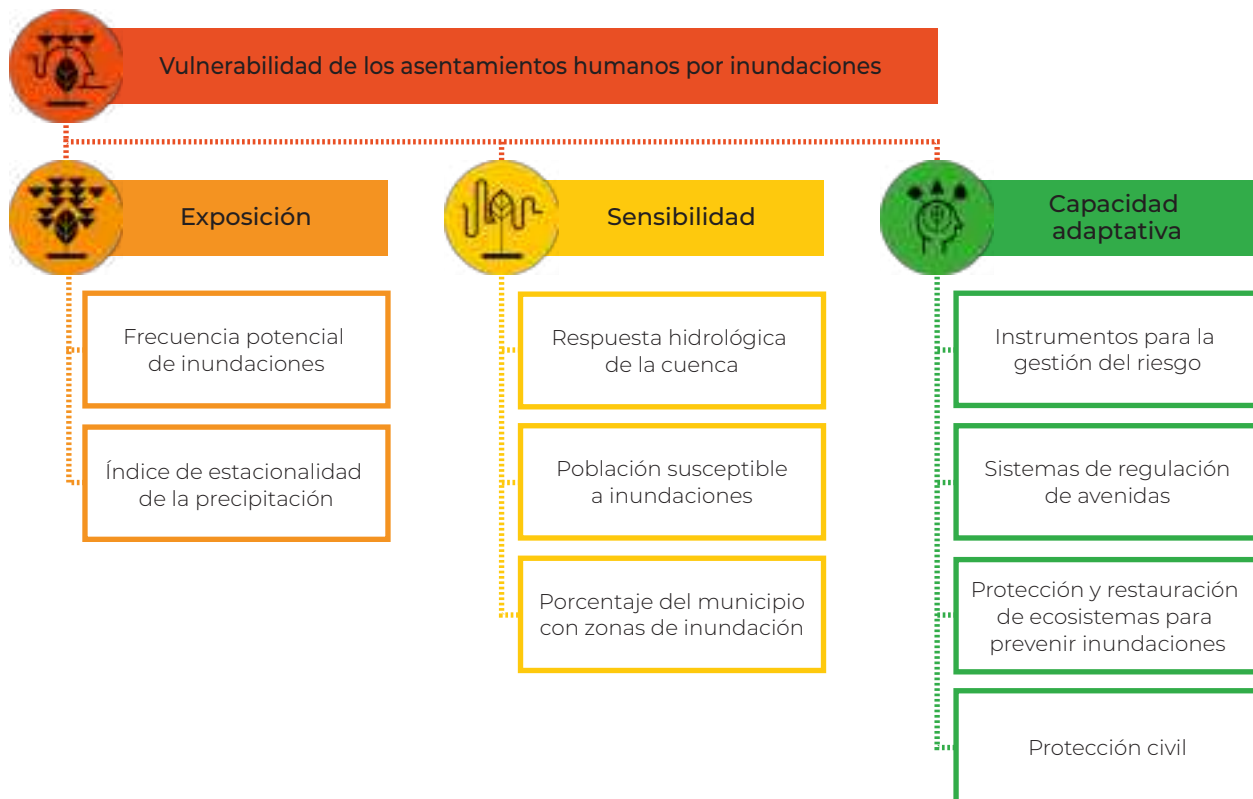 Vulnerabilidad de los asentamientos humanos por inundaciones
Exposición
Frecuencia potencial
de inundaciones
Índice de estacionalidad
de la precipitación
Sensibilidad
Respuesta hidrológica
de la cuenca
Población susceptible
a inundaciones
Porcentaje del municipio
con zonas de inundación
Capacidad
adaptativa
Instrumentos para la
gestión del riesgo
Sistemas de regulación
de avenidas
Protección y restauración
de ecosistemas para
prevenir inundaciones
Protección civil